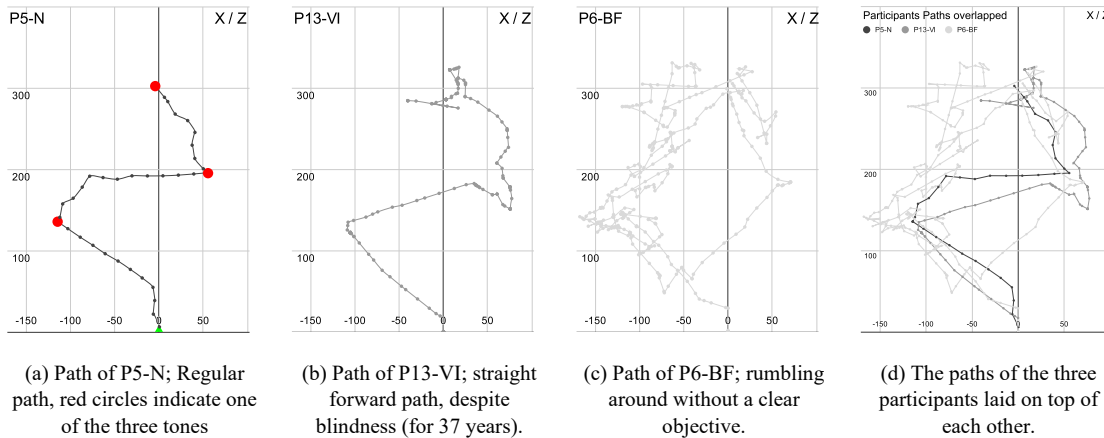 P5-N X / Z
300
200
100
-150 -100 -50 0 50
P13-VI X / Z
300
200
100
-150 -100 -50 0 50
P6-BF X / Z
300
200
100
-150 -100 -50 0 50
Participants Paths overlapped X / Z
P5-N P13-VI P6-BF
300
200
100
-150 -100 -50 0 50
(a) Path of P5-N; Regular
path, red circles indicate one
of the three tones
(b) Path of P13-VI; straight
forward path, despite
blindness (for 37 years).
(c) Path of P6-BF; rumbling
around without a clear
objective.
(d) The paths of the three
participants laid on top of
each other.